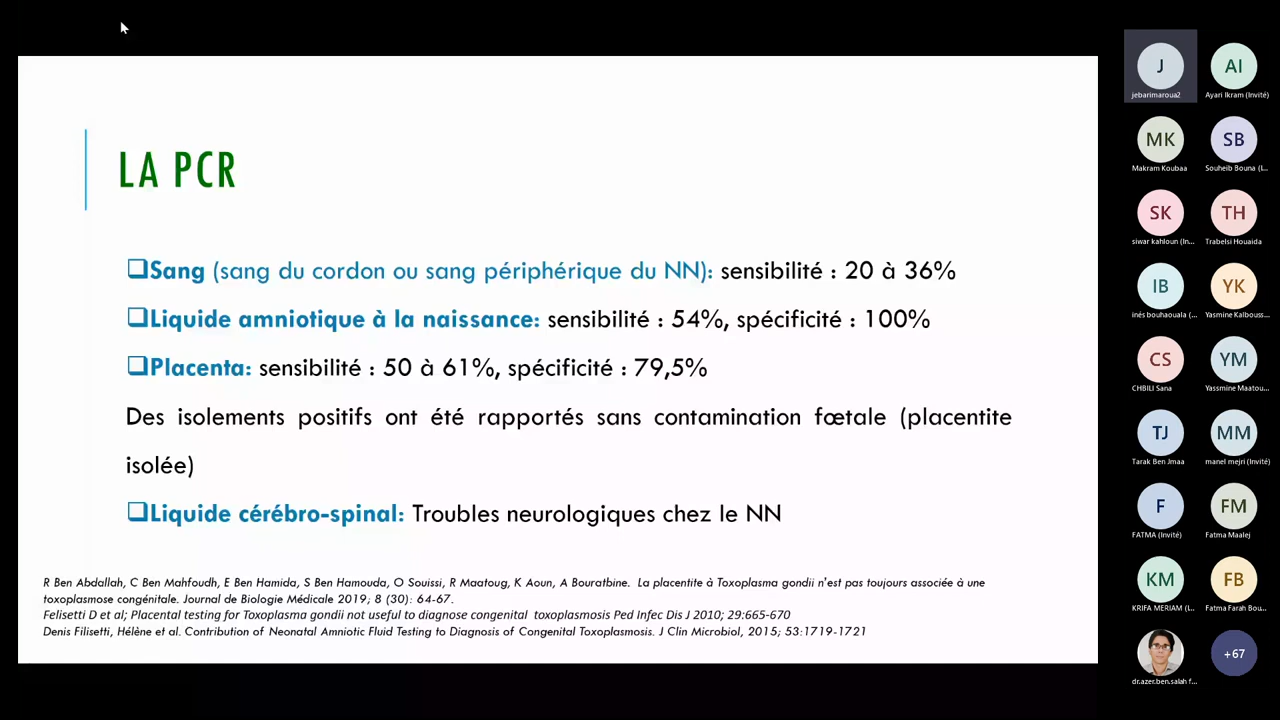 LA PCR
❑Sang (sang du cordon ou sang périphérique du NN): sensibilité : 20 à 36%
❑Liquide amniotique à la naissance: sensibilité : 54%, spécificité : 100%
❑Placenta: sensibilité : 50 à 61%, spécificité : 79,5%
Des isolements positifs ont été rapportés sans contamination fœtale (placentite
isolée)
❑Liquide cérébro-spinal: Troubles neurologiques chez le NN
R Ben Abdallah, C Ben Mahfoudh, E Ben Hamida, S Ben Hamouda, O Souissi, R Maatoug, K Aoun, A Bouratbine. La placentite à Toxoplasma gondii n'est pas toujours associée à une
toxoplasmose congénitale. Journal de Biologie Médicale 2019; 8 (30): 64-67.
Felisetti D et al; Placental testing for Toxoplasma gondii not useful to diagnose congenital toxoplasmosis Ped Infec Dis J 2010; 29:665-670
Denis Filisetti, Hélène et al. Contribution of Neonatal Amniotic Fluid Testing to Diagnosis of Congenital Toxoplasmosis. J Clin Microbiol, 2015; 53:1719-1721
J AI
jebarimaroua2 Ayari Ikram (Invité)
MK SB
Makram Koubaa Souheib Bouna (L...
SK TH
siwar kahloun (In... Trabelsi Houaida
IB YK
inés bouhaouala (... Yasmine Kalbouss...
CS YM
CHBILI Sana Yassmine Maatou...
TJ MM
Tarak Ben Jmaa manel mejri (Invité)
F FM
FATMA (Invité) Fatma Maalej
KM FB
KRIFA MERIAM (L... Fatma Farah Bou...
+67
dr.azer.ben.salah f...